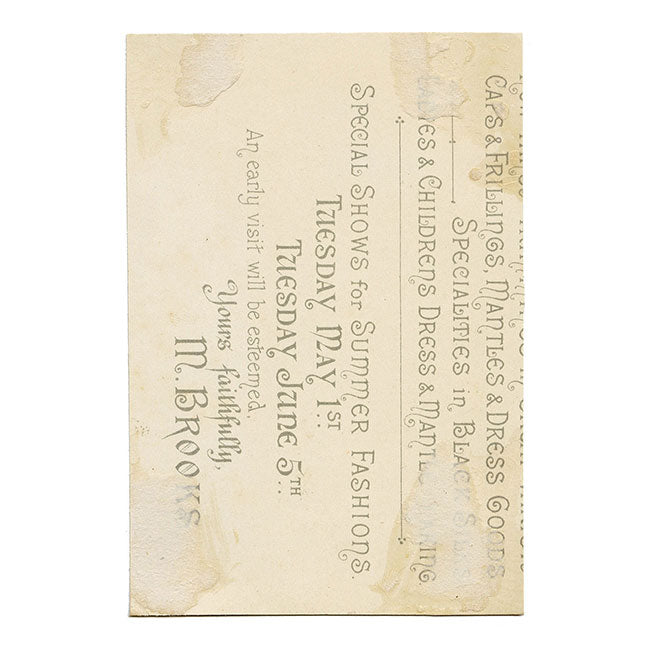 CAPS & FRILLINGS, MANTLES & DRESS GOODS
SPECIALITIES in BLACK
& CHILDRENS DRESS &
SPECIAL SHOWS for SUMMER FASHIONS.
TUESDAY MAY 1ST.:
TUESDAY JUNE 5TH.:
An early visit will be esteemed,
Yours faithfully,
M. BROOKS